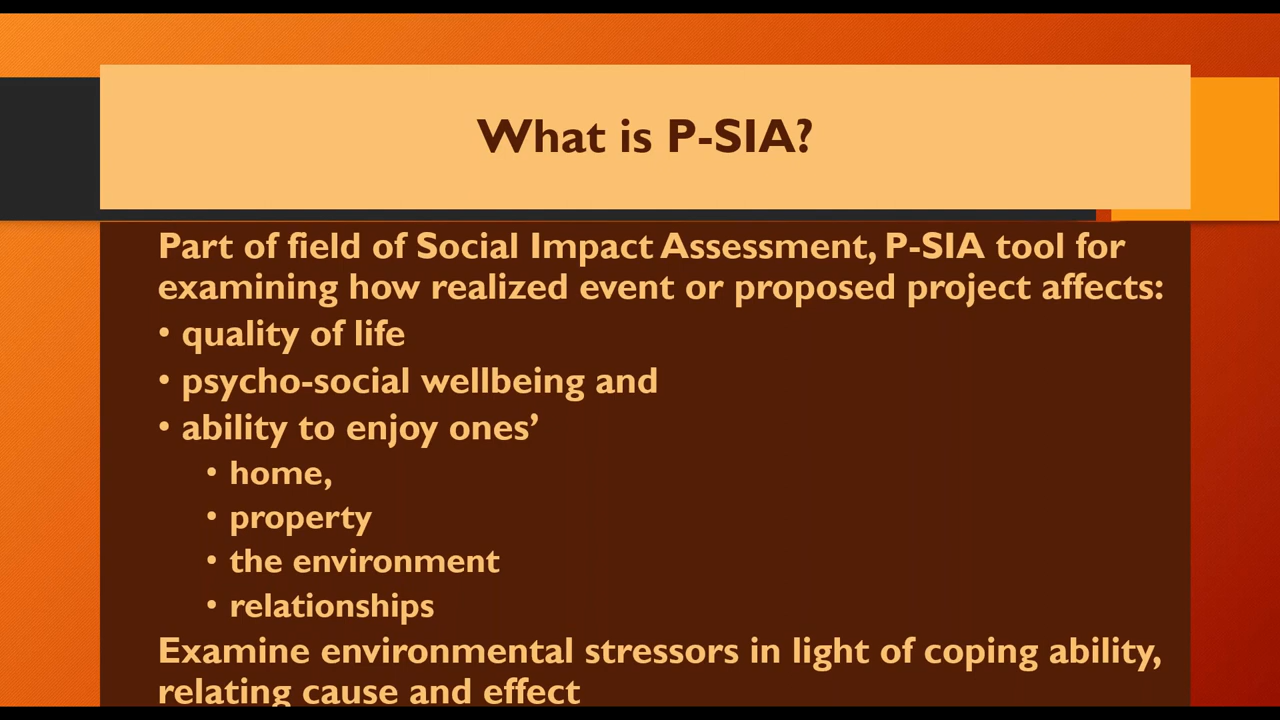 What is P-SIA?
Part of field of Social Impact Assessment, P-SIA tool for
examining how realized event or proposed project affects:
• quality of life
• psycho-social wellbeing and
• ability to enjoy ones’
• home,
• property
• the environment
• relationships
Examine environmental stressors in light of coping ability,
relating cause and effect